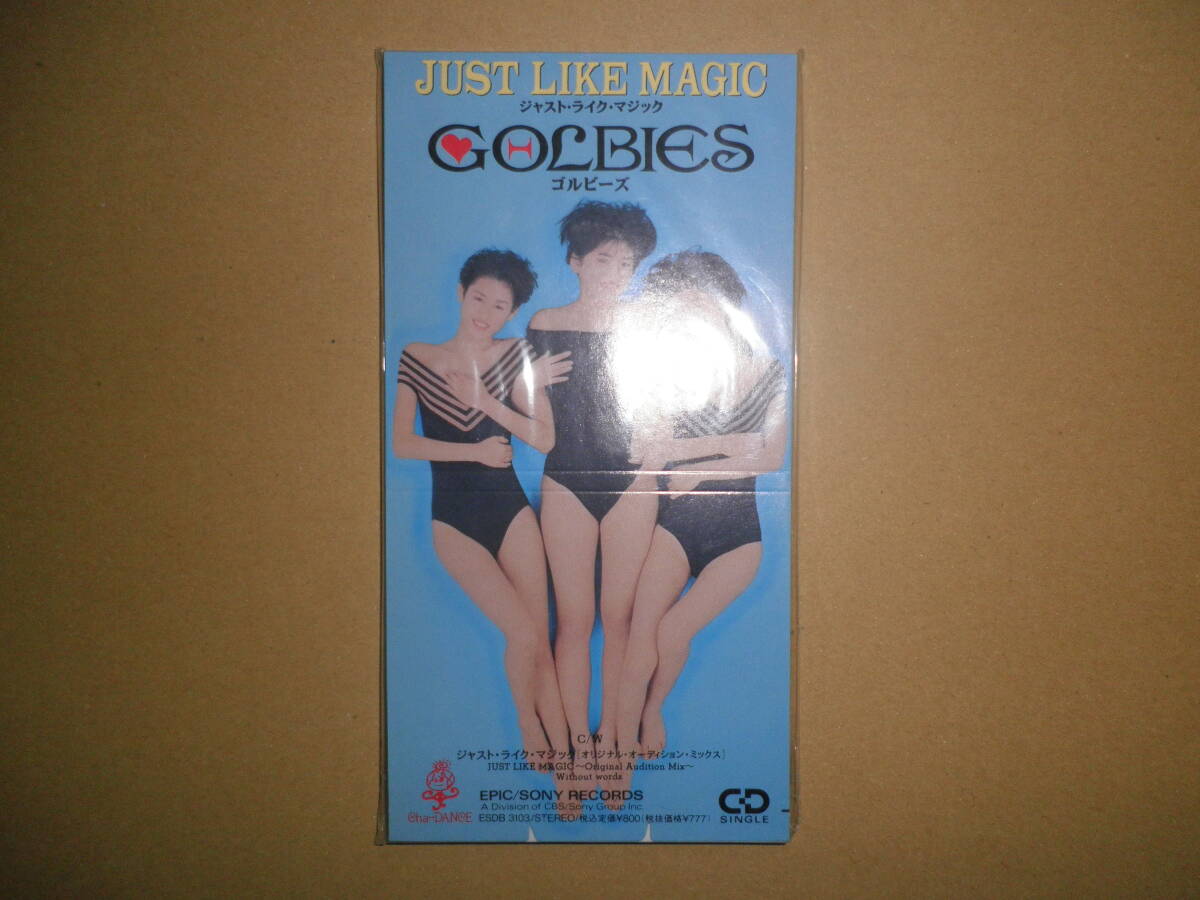 JUST LIKE MAGIC
ジャスト・ライク・マジック
GOLBIES
ゴルビーズ
C/W
ジャスト・ライク・マジック[オリジナル・オーディション・ミックス]
JUST LIKE MAGIC~Original Audition Mix~
Without words
Cha-DANCE
EPIC/SONY RECORDS
A Division of CBS/Sony Group Inc.
ESDB 3103/STEREO/税込定価¥800(税抜価格¥777)
CD
SINGLE